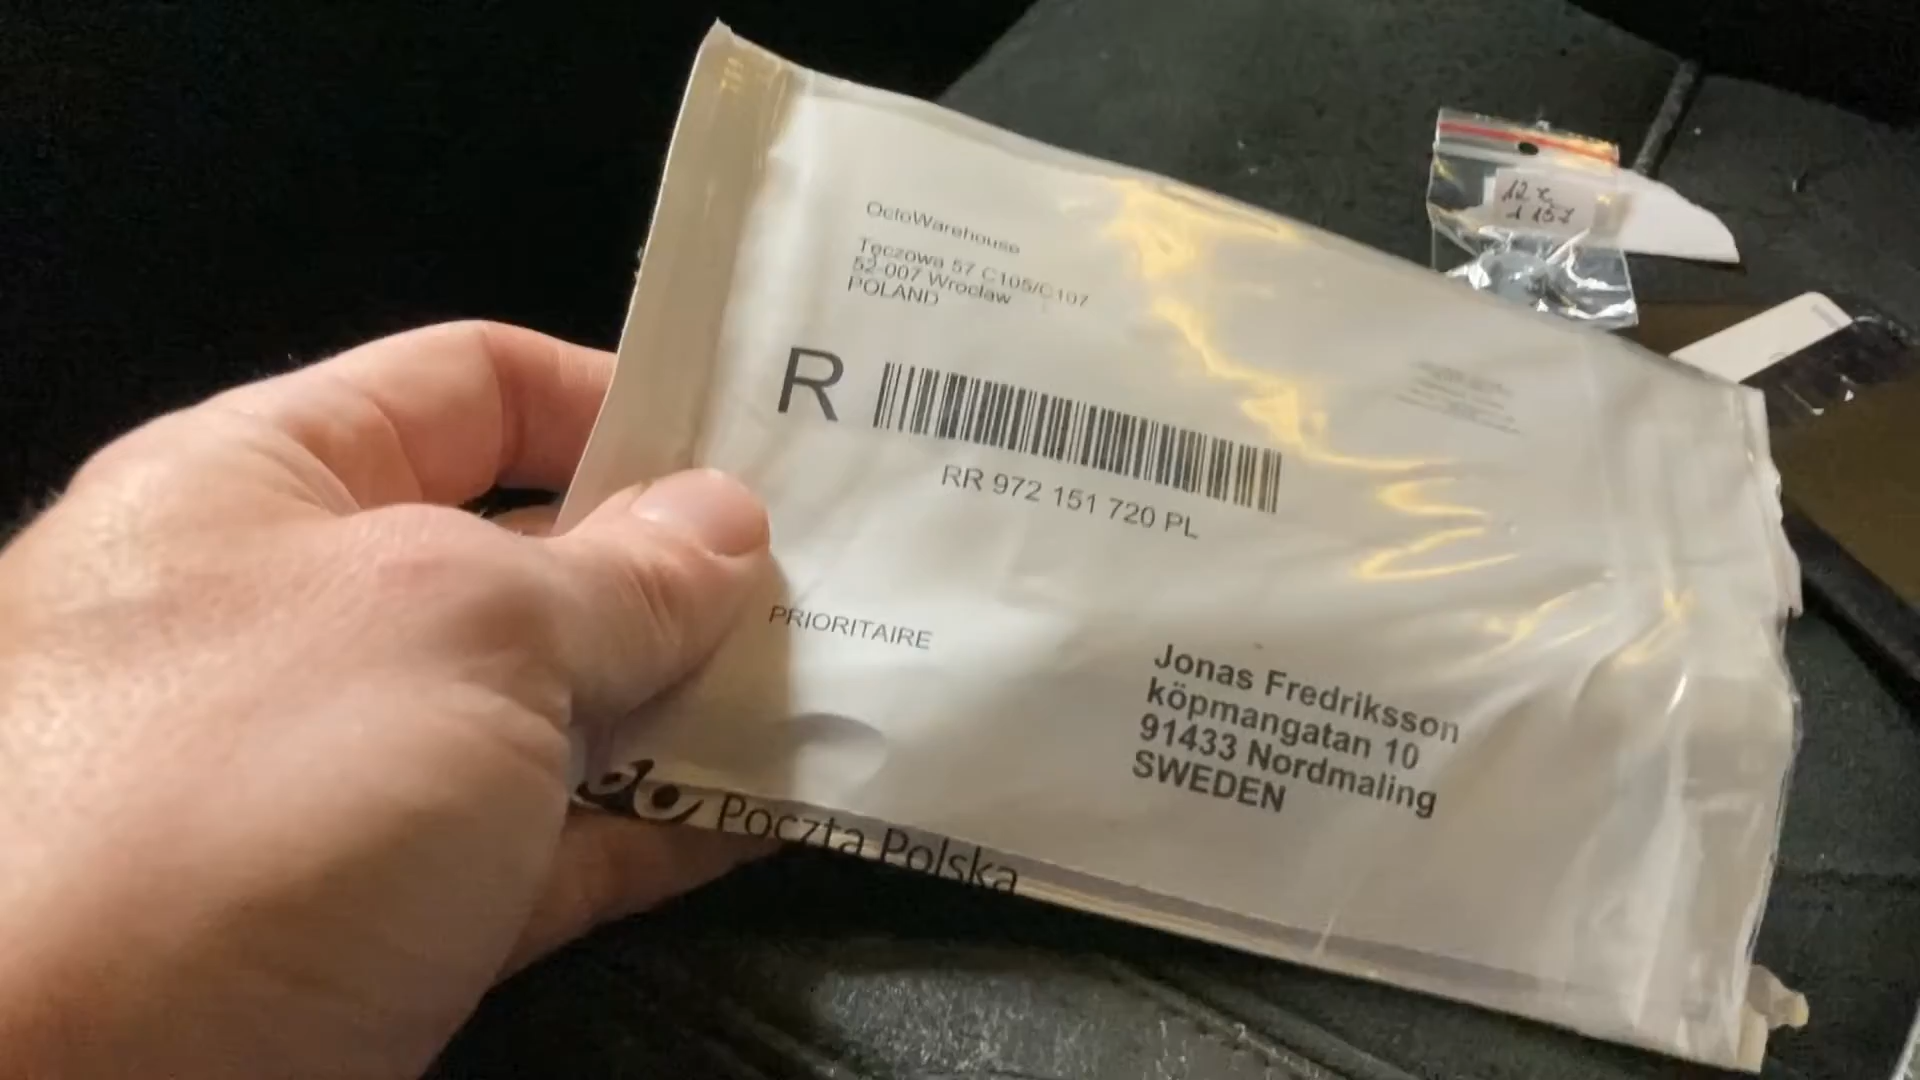 OctoWarehouse
Tęczowa 57 C105/C107
52-007 Wrocław
POLAND
R
RR 972 151 720 PL
PRIORITAIRE
Jonas Fredriksson
köpmangatan 10
91433 Nordmaling
SWEDEN
Poczta Polska